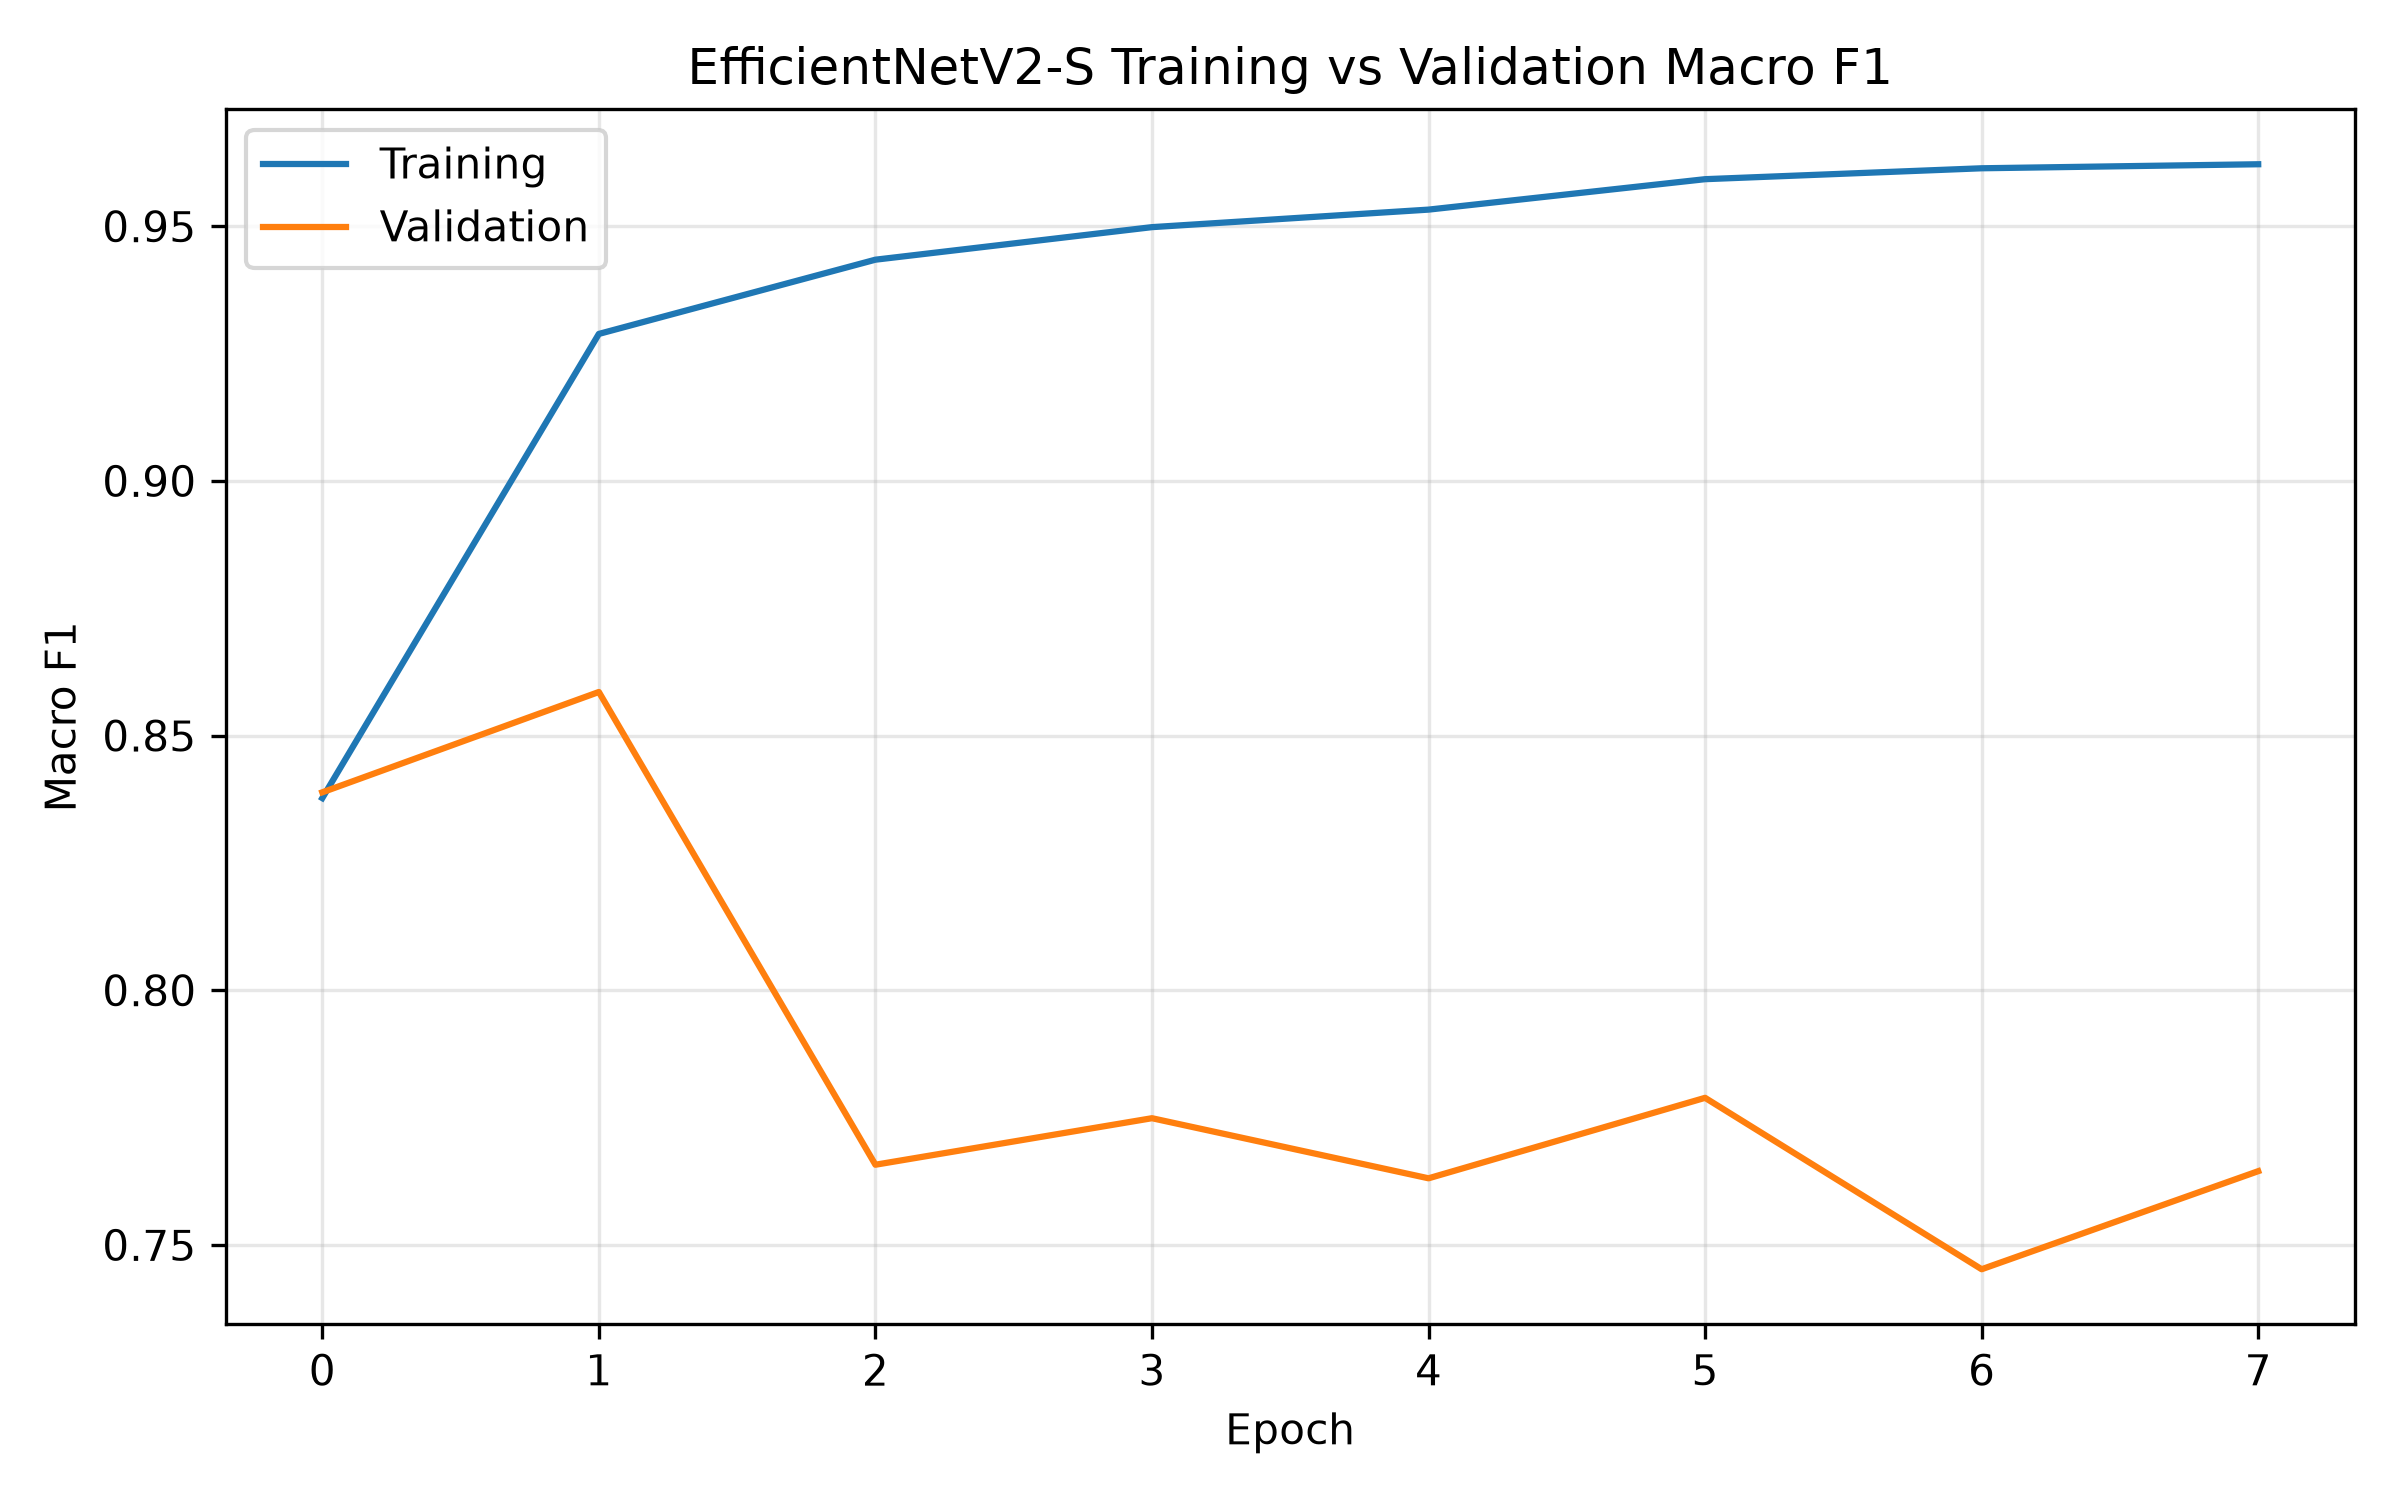 EfficientNetV2-S Training vs Validation Macro F1
Training
Validation
Macro F1
0.95
0.90
0.85
0.80
0.75
0 1 2 3 4 5 6 7
Epoch